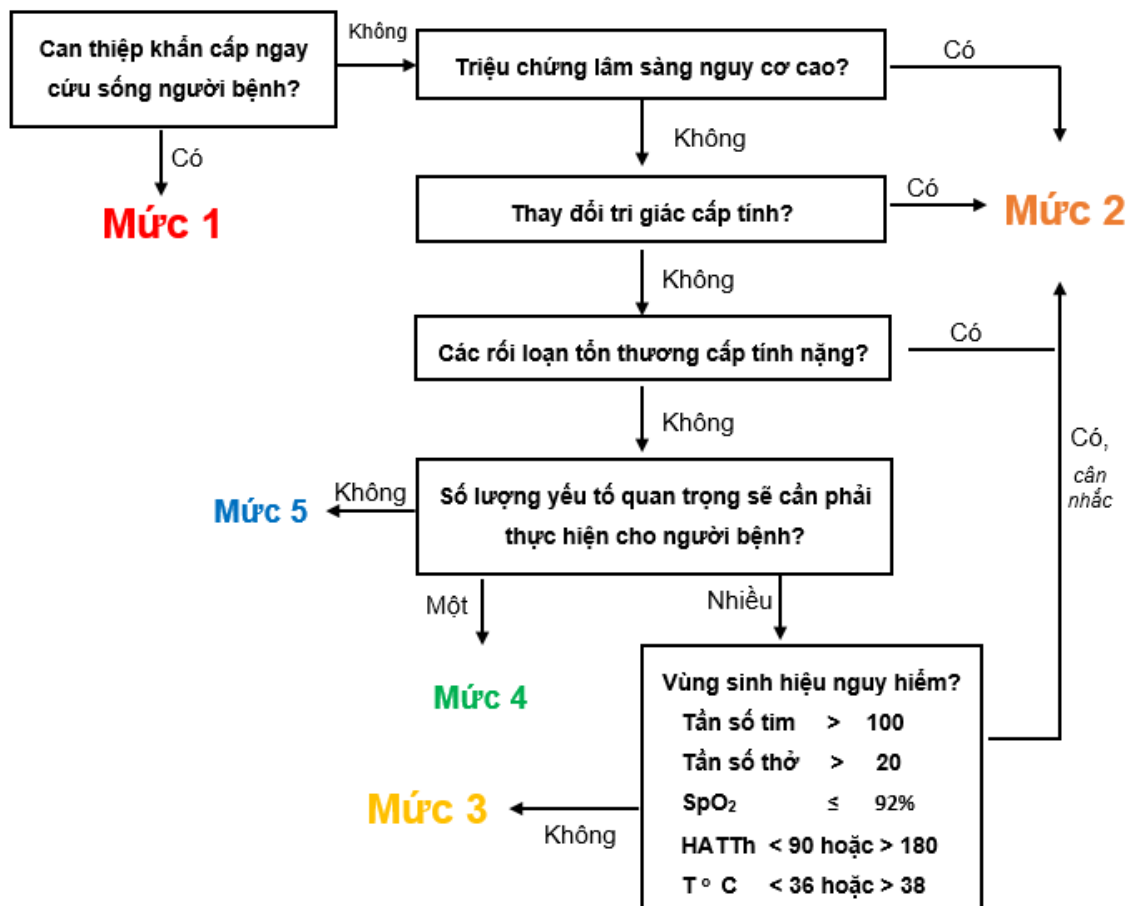 Can thiệp khẩn cấp ngay
cứu sống người bệnh?
Không
Triệu chứng lâm sàng nguy cơ cao?
Có
Có
Mức 1
Không
Thay đổi tri giác cấp tính?
Có
Mức 2
Không
Các rối loạn tổn thương cấp tính nặng?
Có
Không
Có,
cân
nhắc
Số lượng yếu tố quan trọng sẽ cần phải
thực hiện cho người bệnh?
Không
Mức 5
Một
Nhiều
Mức 4
Vùng sinh hiệu nguy hiểm?
Tần số tim > 100
Tần số thở > 20
SpO₂ ≤ 92%
HATTh < 90 hoặc > 180
T° C < 36 hoặc > 38
Không
Mức 3